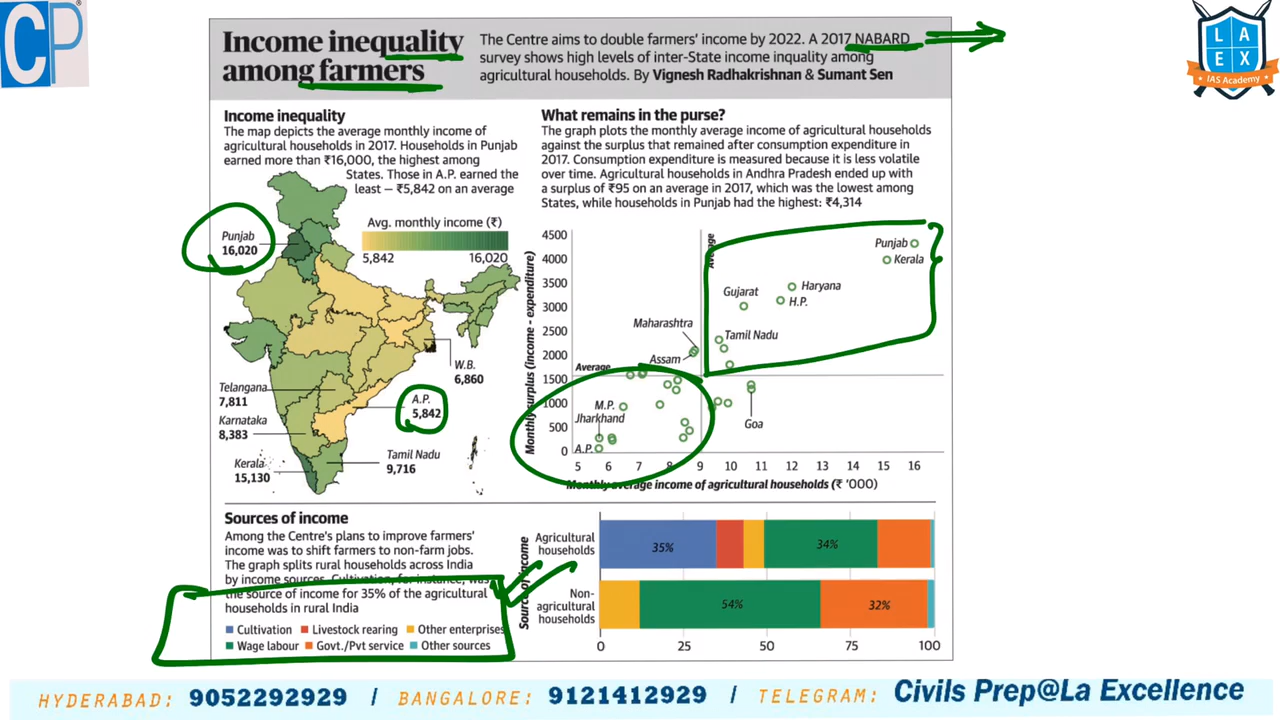 CP
LA
EX
IAS Academy
Income inequality
among farmers
The Centre aims to double farmers' income by 2022. A 2017 NABARD
survey shows high levels of inter-State income inquality among
agricultural households. By Vignesh Radhakrishnan & Sumant Sen
Income inequality
The map depicts the average monthly income of
agricultural households in 2017. Households in Punjab
earned more than ₹16,000, the highest among
States. Those in A.P. earned the
least — ₹5,842 on an average
Avg. monthly income (₹)
5,842 16,020
Punjab
16,020
W.B.
6,860
Telangana
7,811
A.P.
5,842
Karnataka
8,383
Kerala
15,130
Tamil Nadu
9,716
What remains in the purse?
The graph plots the monthly average income of agricultural households
against the surplus that remained after consumption expenditure in
2017. Consumption expenditure is measured because it is less volatile
over time. Agricultural households in Andhra Pradesh ended up with
a surplus of ₹95 on an average in 2017, which was the lowest among
States, while households in Punjab had the highest: ₹4,314
Monthly surplus (income - expenditure)
4500
4000
3500
3000
2500
2000
1500
1000
500
0
Average
Average
Punjab
Kerala
Haryana
Gujarat
H.P.
Maharashtra
Tamil Nadu
Assam
M.P.
Jharkhand
Goa
A.P.
5 6 7 8 9 10 11 12 13 14 15 16
Monthly average income of agricultural households (₹ '000)
Sources of income
Among the Centre's plans to improve farmers'
income was to shift farmers to non-farm jobs.
The graph splits rural households across India
by income sources. Cultivation, for instance, was
the source of income for 35% of the agricultural
households in rural India
Cultivation Livestock rearing Other enterprises
Wage labour Govt./Pvt service Other sources
Source of income
Agricultural
households
35% 34%
Non-
agricultural
households
54% 32%
0 25 50 75 100
HYDERABAD: 9052292929 / BANGALORE: 9121412929 / TELEGRAM: Civils Prep@La Excellence